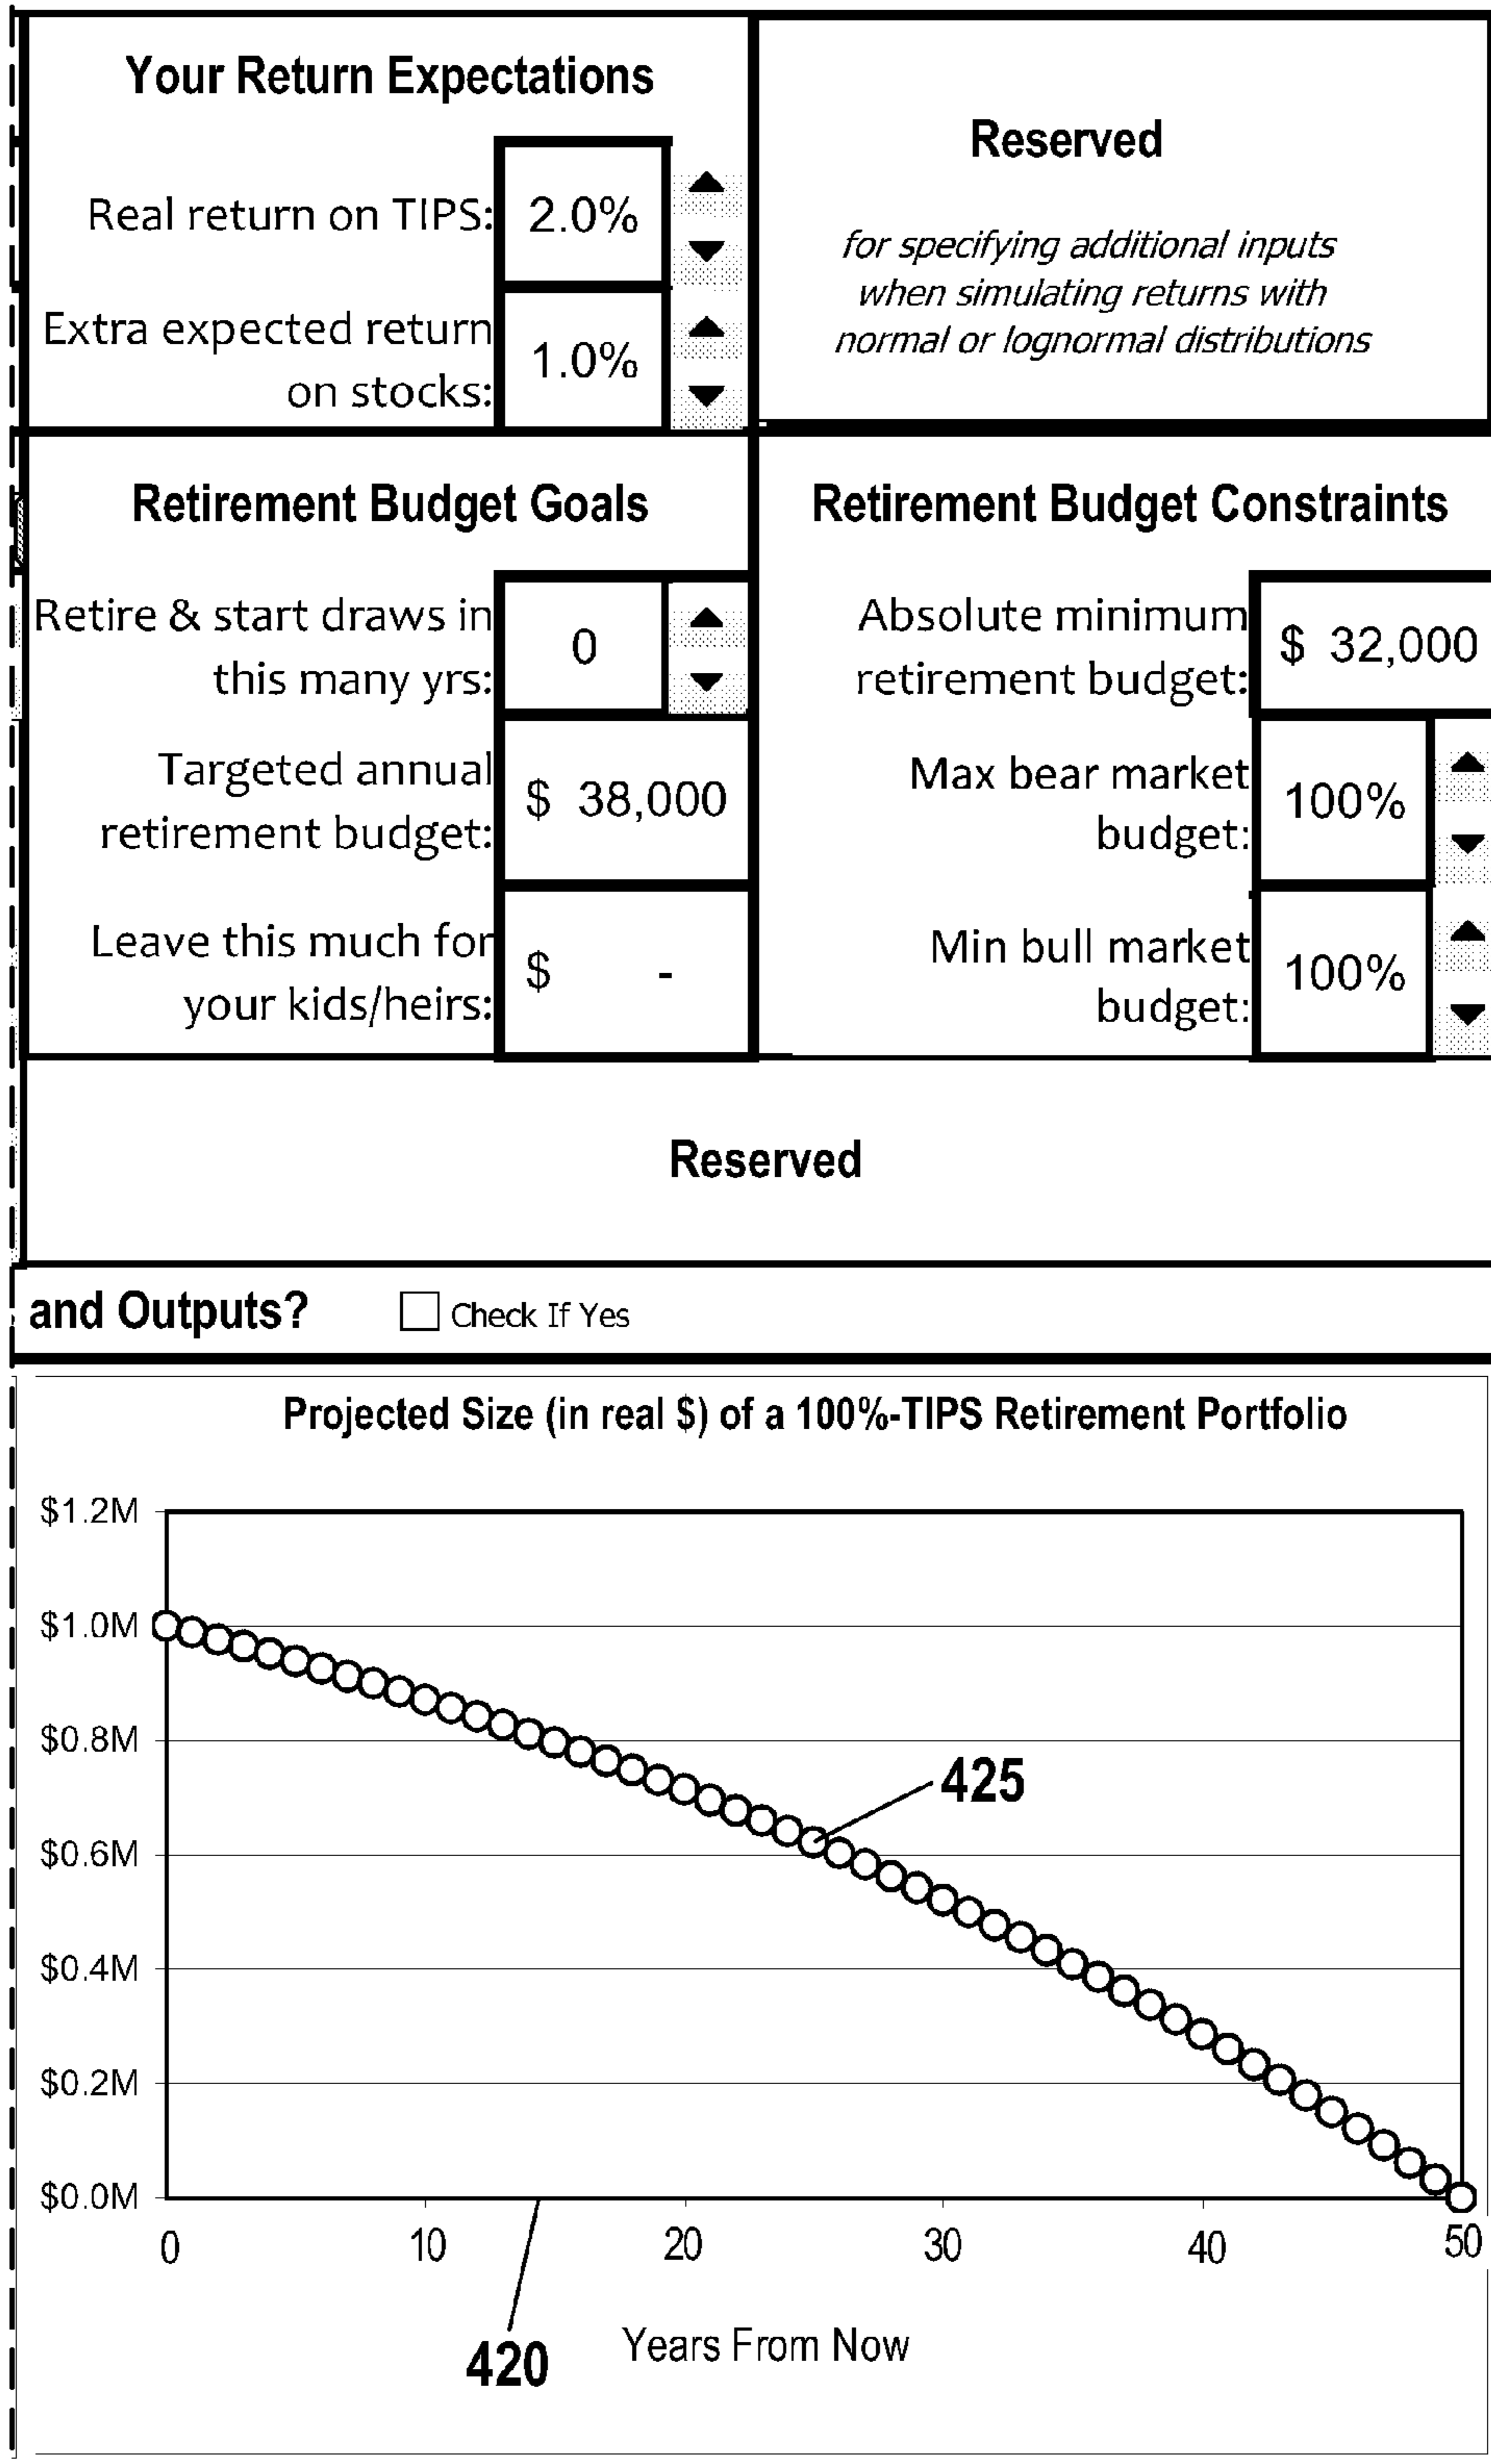 Your Return Expectations
Real return on TIPS: 2.0%
Extra expected return
on stocks: 1.0%
Reserved
for specifying additional inputs
when simulating returns with
normal or lognormal distributions
Retirement Budget Goals
Retire & start draws in
this many yrs: 0
Targeted annual
retirement budget: $ 38,000
Leave this much for
your kids/heirs: $ -
Retirement Budget Constraints
Absolute minimum
retirement budget: $ 32,000
Max bear market
budget: 100%
Min bull market
budget: 100%
Reserved
and Outputs? Check If Yes
Projected Size (in real $) of a 100%-TIPS Retirement Portfolio
$1.2M
$1.0M
$0.8M
425
$0.6M
$0.4M
$0.2M
$0.0M
0 10 20 30 40 50
Years From Now
420